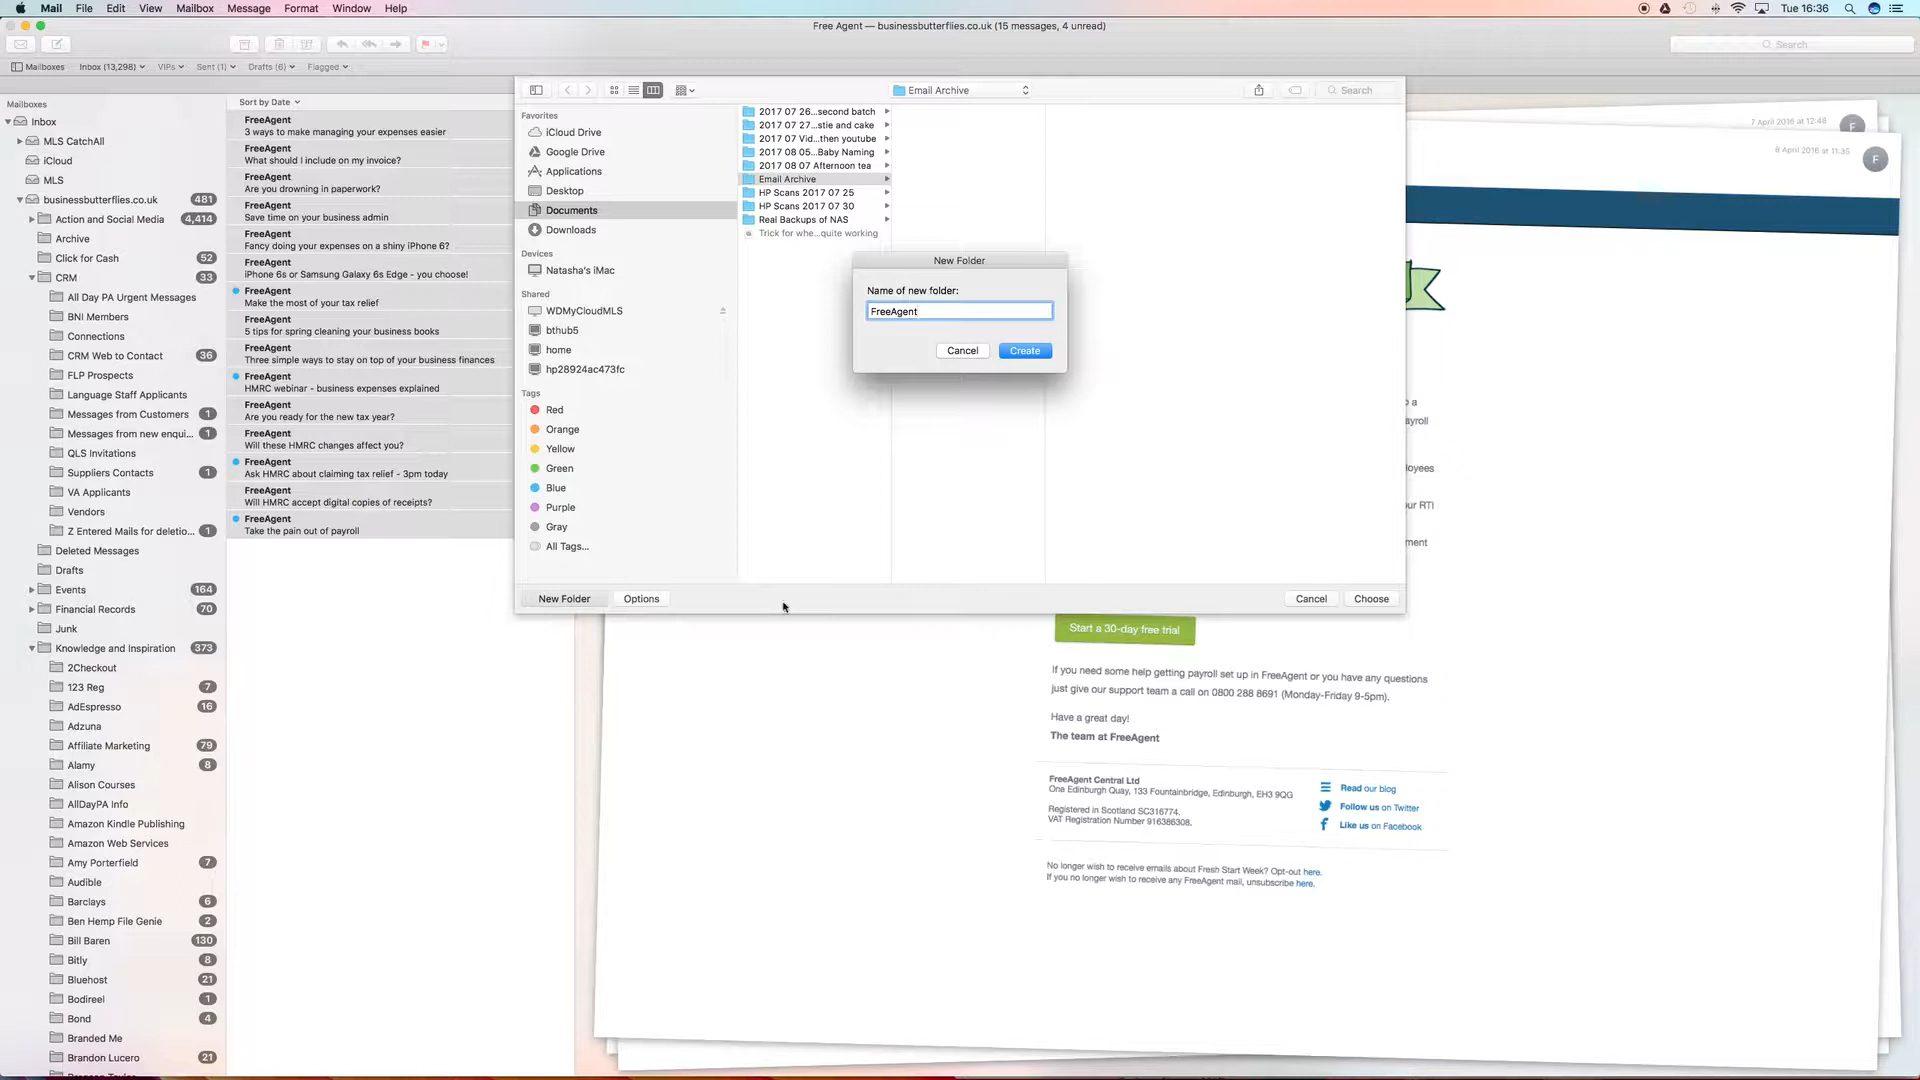 Mail File Edit View Mailbox Message Format Window Help Tue 16:36
Free Agent — businessbutterflies.co.uk (15 messages, 4 unread)
Search
Mailboxes Inbox (13,298) VIPs Sent (1) Drafts (6) Flagged
Mailboxes
Inbox
MLS CatchAll
iCloud
MLS
businessbutterflies.co.uk 481
Action and Social Media 4,414
Archive
Click for Cash 52
CRM 33
All Day PA Urgent Messages
BNI Members
Connections
CRM Web to Contact 36
FLP Prospects
Language Staff Applicants
Messages from Customers 1
Messages from new enqui... 1
QLS Invitations
Suppliers Contacts 1
VA Applicants
Vendors
Z Entered Mails for deletio... 1
Deleted Messages
Drafts
Events 164
Financial Records 70
Junk
Knowledge and Inspiration 373
2Checkout
123 Reg 7
AdEspresso 16
Adzuna
Affiliate Marketing 79
Alamy 8
Alison Courses
AllDayPA Info
Amazon Kindle Publishing
Amazon Web Services
Amy Porterfield 7
Audible
Barclays 6
Ben Hemp File Genie 2
Bill Baren 130
Bitly 8
Bluehost 21
Bodireel 1
Bond 4
Branded Me
Brandon Lucero 21
Sort by Date
FreeAgent
3 ways to make managing your expenses easier
FreeAgent
What should I include on my invoice?
FreeAgent
Are you drowning in paperwork?
FreeAgent
Save time on your business admin
FreeAgent
Fancy doing your expenses on a shiny iPhone 6?
FreeAgent
iPhone 6s or Samsung Galaxy 6s Edge - you choose!
FreeAgent
Make the most of your tax relief
FreeAgent
5 tips for spring cleaning your business books
FreeAgent
Three simple ways to stay on top of your business finances
FreeAgent
HMRC webinar - business expenses explained
FreeAgent
Are you ready for the new tax year?
FreeAgent
Will these HMRC changes affect you?
FreeAgent
Ask HMRC about claiming tax relief - 3pm today
FreeAgent
Will HMRC accept digital copies of receipts?
FreeAgent
Take the pain out of payroll
Email Archive
Search
Favorites
iCloud Drive
Google Drive
Applications
Desktop
Documents
Downloads
Devices
Natasha's iMac
Shared
WDMyCloudMLS
bthub5
home
hp28924ac473fc
Tags
Red
Orange
Yellow
Green
Blue
Purple
Gray
All Tags...
2017 07 26...second batch
2017 07 27...stie and cake
2017 07 Vid...then youtube
2017 08 05...Baby Naming
2017 08 07 Afternoon tea
Email Archive
HP Scans 2017 07 25
HP Scans 2017 07 30
Real Backups of NAS
Trick for whe...quite working
New Folder
Name of new folder:
FreeAgent
Cancel Create
New Folder Options Cancel Choose
7 April 2016 at 12:48 F
8 April 2016 at 11:35 F
o a
ayroll
oyees
ur RTI
ment
Start a 30-day free trial
If you need some help getting payroll set up in FreeAgent or you have any questions
just give our support team a call on 0800 288 8691 (Monday-Friday 9-5pm).
Have a great day!
The team at FreeAgent
FreeAgent Central Ltd
One Edinburgh Quay, 133 Fountainbridge, Edinburgh, EH3 9QG
Registered in Scotland SC316774.
VAT Registration Number 916386308.
Read our blog
Follow us on Twitter
Like us on Facebook
No longer wish to receive emails about Fresh Start Week? Opt-out here.
If you no longer wish to receive any FreeAgent mail, unsubscribe here.